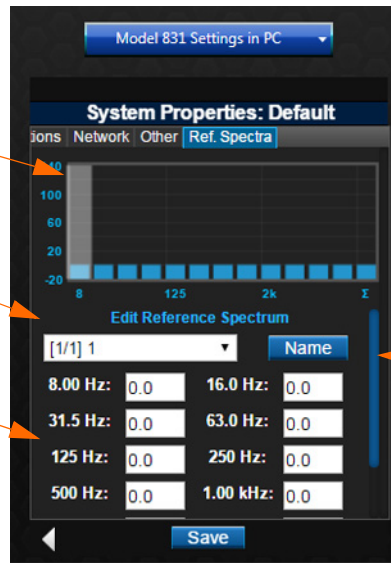 Model 831 Settings in PC
System Properties: Default
ions Network Other Ref. Spectra
40
100
60
20
-20
8 125 2k Σ
Edit Reference Spectrum
[1/1] 1 Name
8.00 Hz: 0.0 16.0 Hz: 0.0
31.5 Hz: 0.0 63.0 Hz: 0.0
125 Hz: 0.0 250 Hz: 0.0
500 Hz: 0.0 1.00 kHz: 0.0
Save